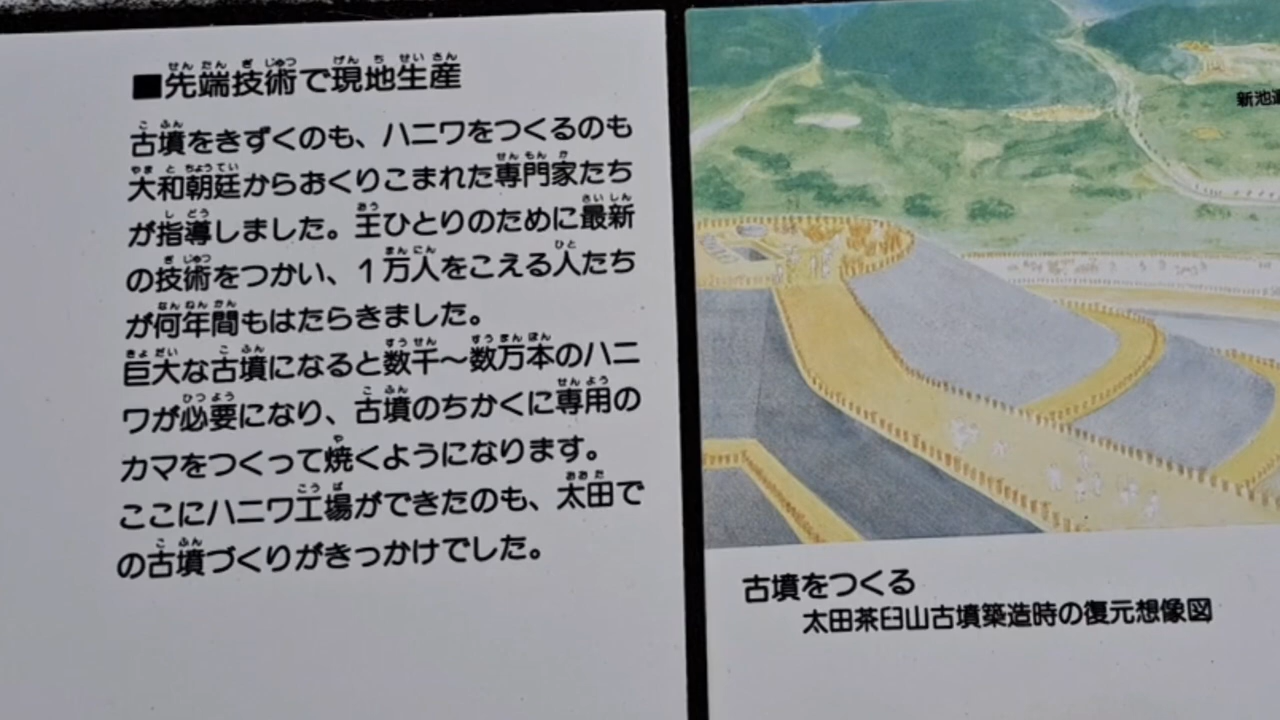 ■先端技術で現地生産
古墳をきずくのも、ハニワをつくるのも
大和朝廷からおくりこまれた専門家たち
が指導しました。王ひとりのために最新
の技術をつかい、1万人をこえる人たち
が何年間もはたらきました。
巨大な古墳になると数千～数万本のハニ
ワが必要になり、古墳のちかくに専用の
カマをつくって焼くようになります。
ここにハニワ工場ができたのも、太田で
の古墳づくりがきっかけでした。
新池
古墳をつくる
太田茶臼山古墳築造時の復元想像図